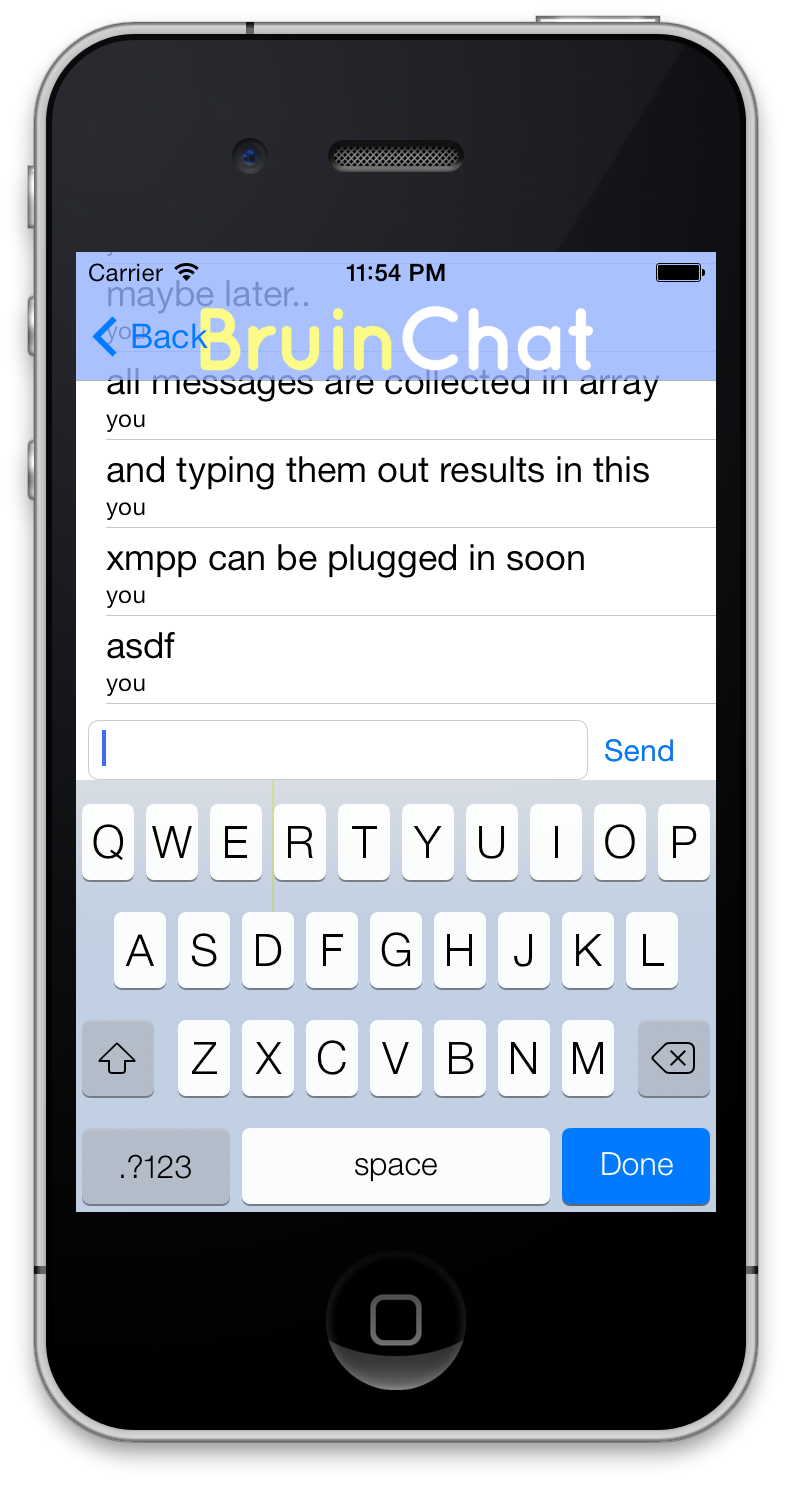 Carrier 11:54 PM
maybe later..
you
Back BruinChat
all messages are collected in array
you
and typing them out results in this
you
xmpp can be plugged in soon
you
asdf
you
Send
Q W E R T Y U I O P
A S D F G H J K L
Z X C V B N M
.?123 space Done